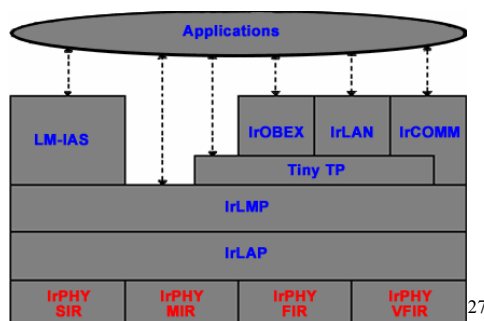 Applications
LM-IAS
IrOBEX
IrLAN
IrCOMM
Tiny TP
IrLMP
IrLAP
IrPHY
SIR
IrPHY
MIR
IrPHY
FIR
IrPHY
VFIR
27